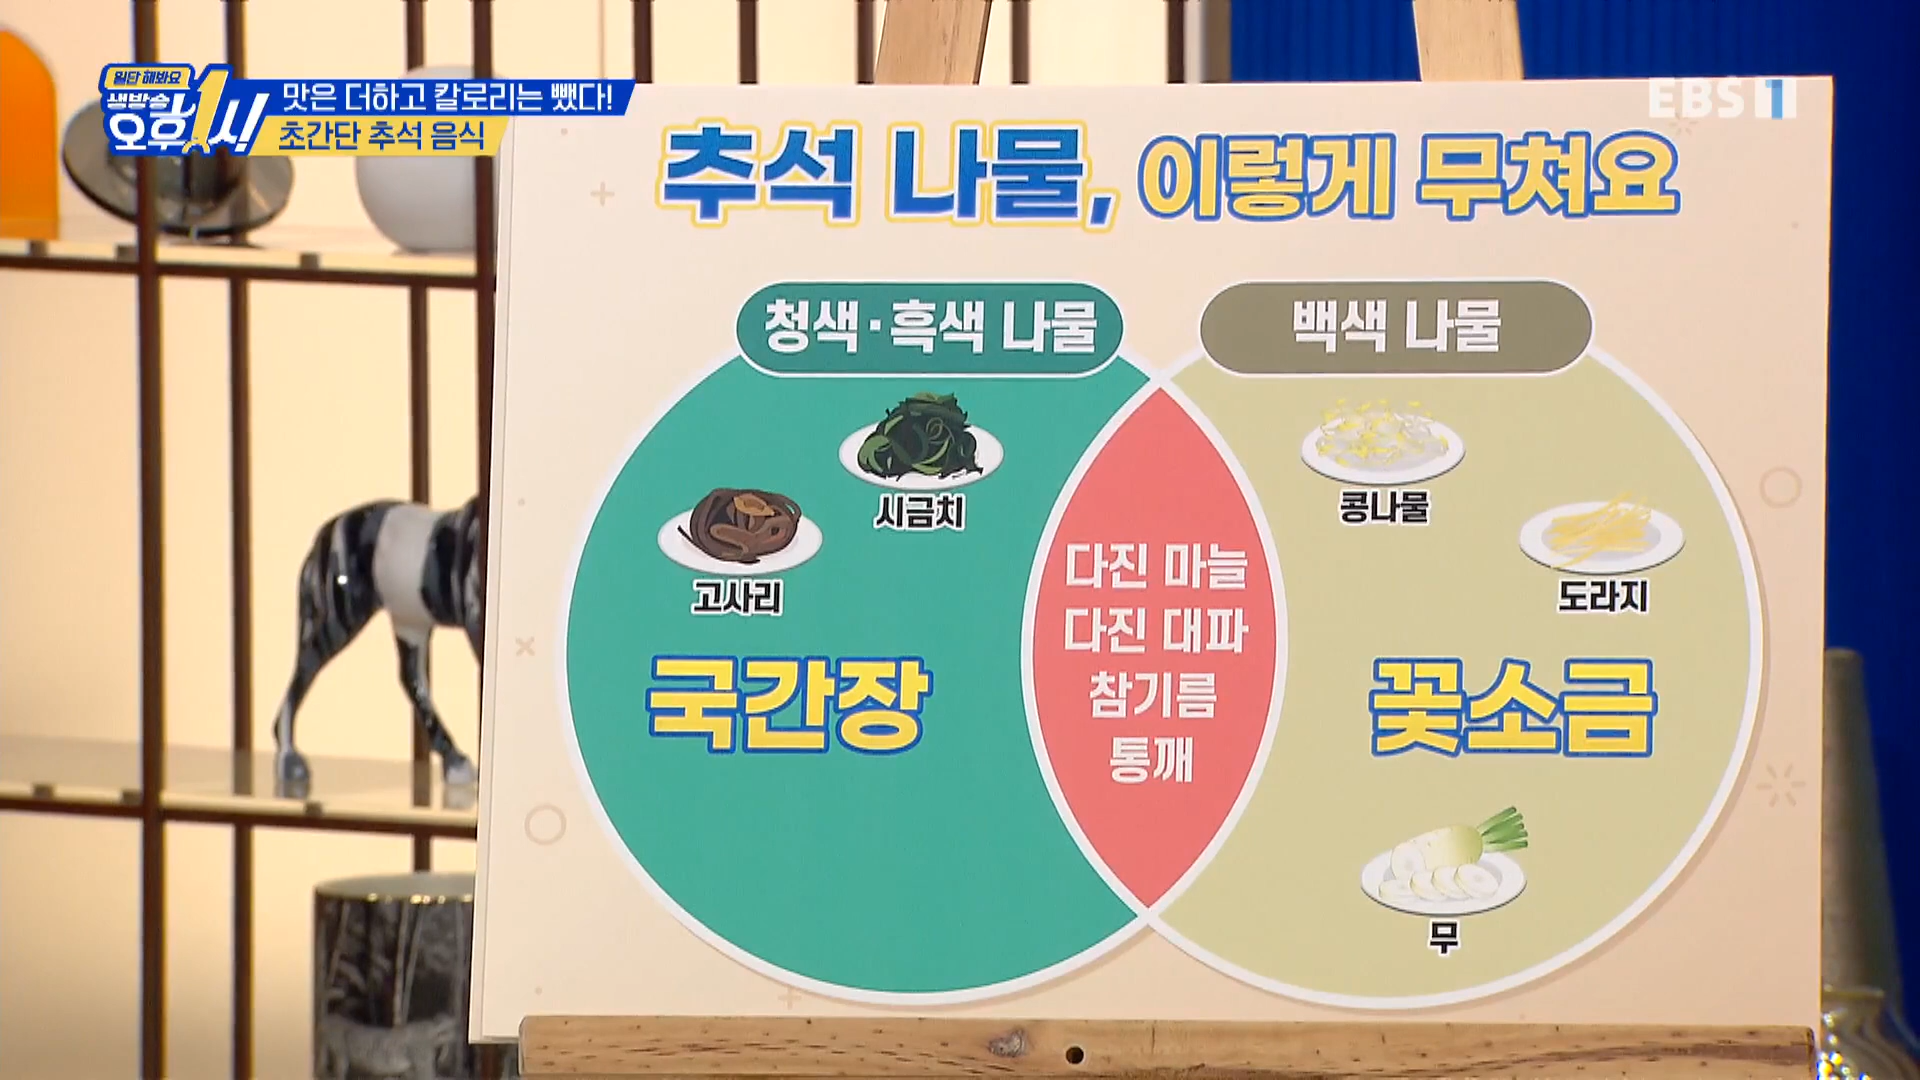 일단 해봐요
생방송
오후1시!
맛은 더하고 칼로리는 뺐다!
초간단 추석 음식
EBS 1
추석 나물, 이렇게 무쳐요
청색·흑색 나물
백색 나물
시금치
고사리
국간장
다진 마늘
다진 대파
참기름
통깨
콩나물
도라지
꽃소금
무